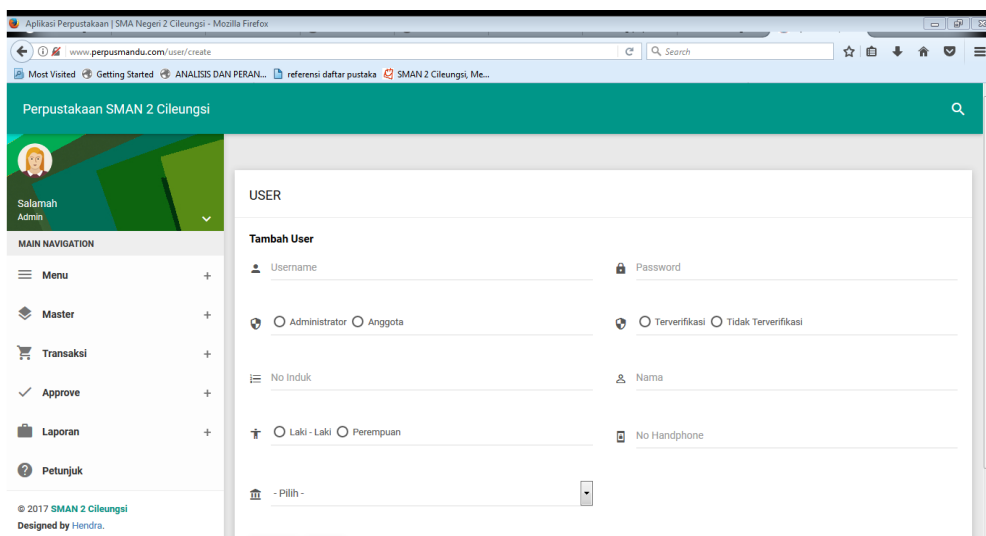 Aplikasi Perpustakaan | SMA Negeri 2 Cileungsi - Mozilla Firefox
www.perpusmandu.com/user/create
Search
Most Visited Getting Started ANALISIS DAN PERAN... referensi daftar pustaka SMAN 2 Cileungsi, Me...
Perpustakaan SMAN 2 Cileungsi
Salamah
Admin
MAIN NAVIGATION
Menu +
Master +
Transaksi +
Approve +
Laporan +
Petunjuk
© 2017 SMAN 2 Cileungsi
Designed by Hendra.
USER
Tambah User
Username
Password
Administrator Anggota
Terverifikasi Tidak Terverifikasi
No Induk
Nama
Laki - Laki Perempuan
No Handphone
- Pilih -